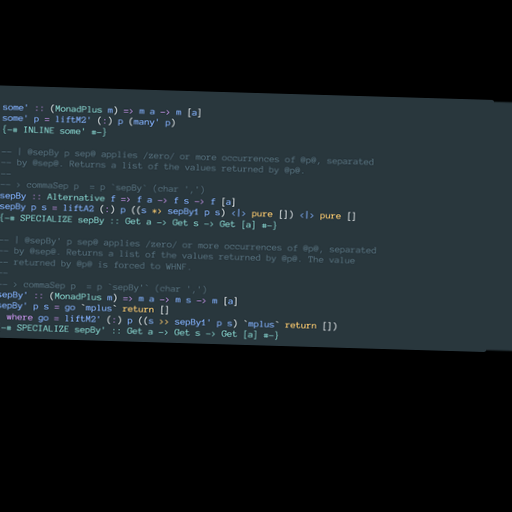 some' :: (MonadPlus m) => m a -> m [a]
some' p = liftM2' (:) p (many' p)
{-# INLINE some' #-}
-- | @sepBy p sep@ applies /zero/ or more occurrences of @p@, separated
-- by @sep@. Returns a list of the values returned by @p@.
--
-- > commaSep p  = p `sepBy` (char ',')
sepBy :: Alternative f => f a -> f s -> f [a]
sepBy p s = liftA2 (:) p ((s *> sepBy1 p s) <|> pure []) <|> pure []
{-# SPECIALIZE sepBy :: Get a -> Get s -> Get [a] #-}
-- | @sepBy' p sep@ applies /zero/ or more occurrences of @p@, separated
-- by @sep@. Returns a list of the values returned by @p@. The value
-- returned by @p@ is forced to WHNF.
--
-- > commaSep p  = p `sepBy'` (char ',')
sepBy' :: (MonadPlus m) => m a -> m s -> m [a]
sepBy' p s = go `mplus` return []
where go = liftM2' (:) p ((s >> sepBy1' p s) `mplus` return [])
-# SPECIALIZE sepBy' :: Get a -> Get s -> Get [a] #-}